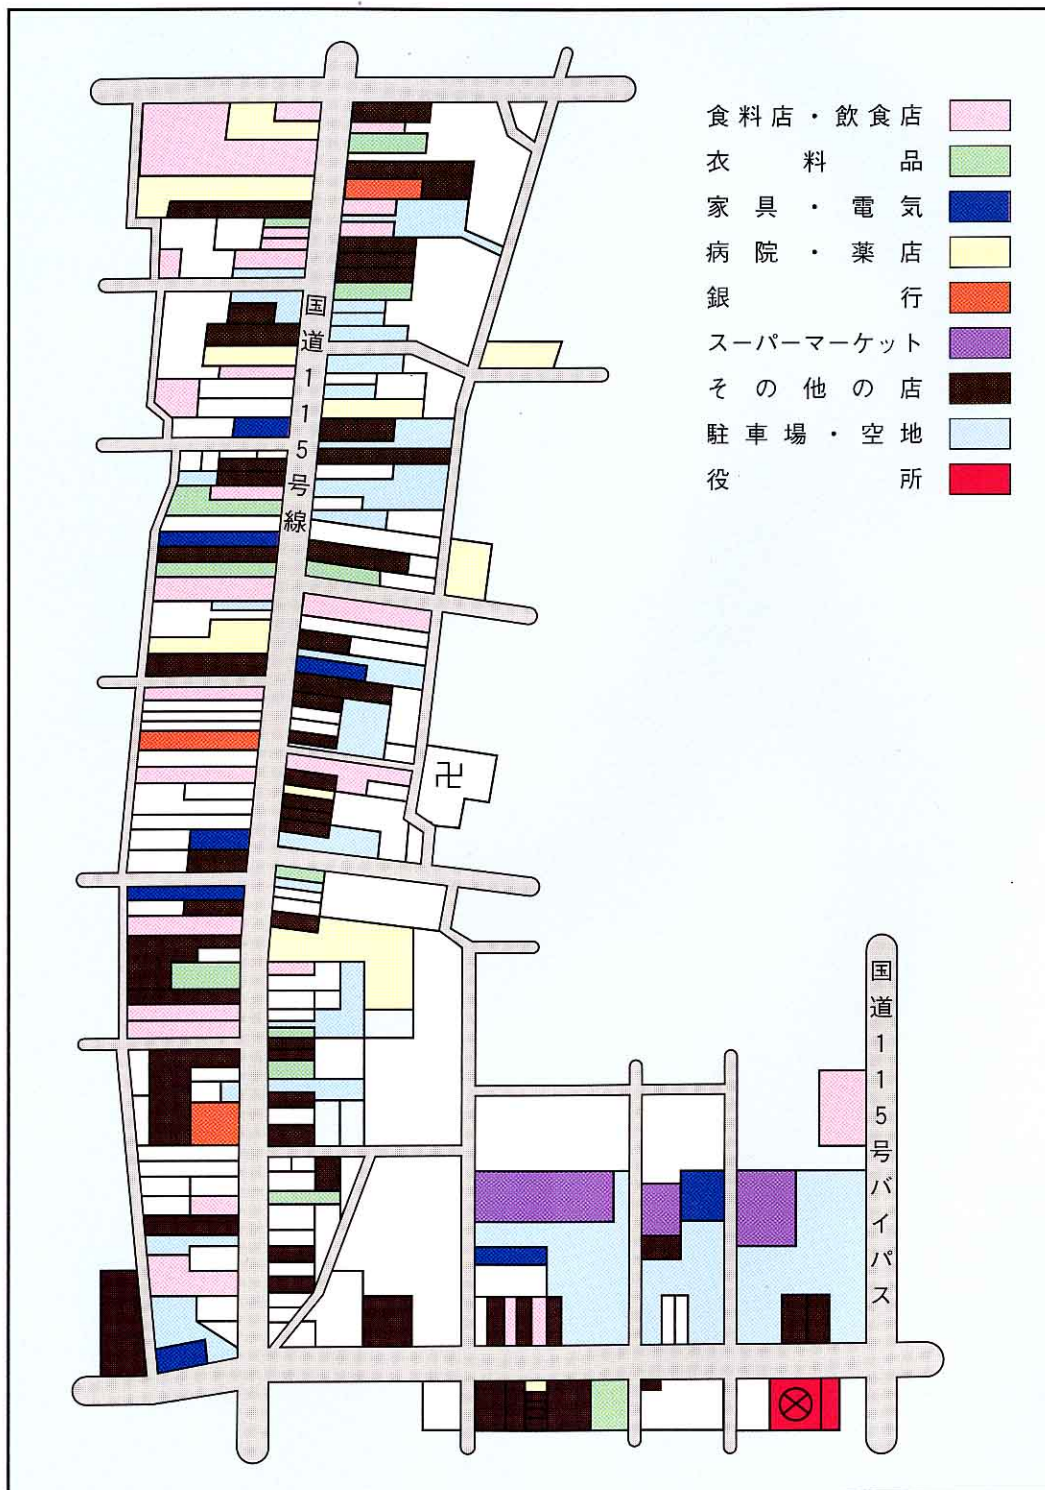 食料店・飲食店
衣料品
家具・電気
病院・薬店
銀行
スーパーマーケット
その他の店
駐車場・空地
役所
国道115号線
卍
国道115号バイパス